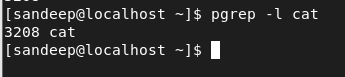 [sandeep@localhost ~]$ pgrep -l cat
3208 cat
[sandeep@localhost ~]$